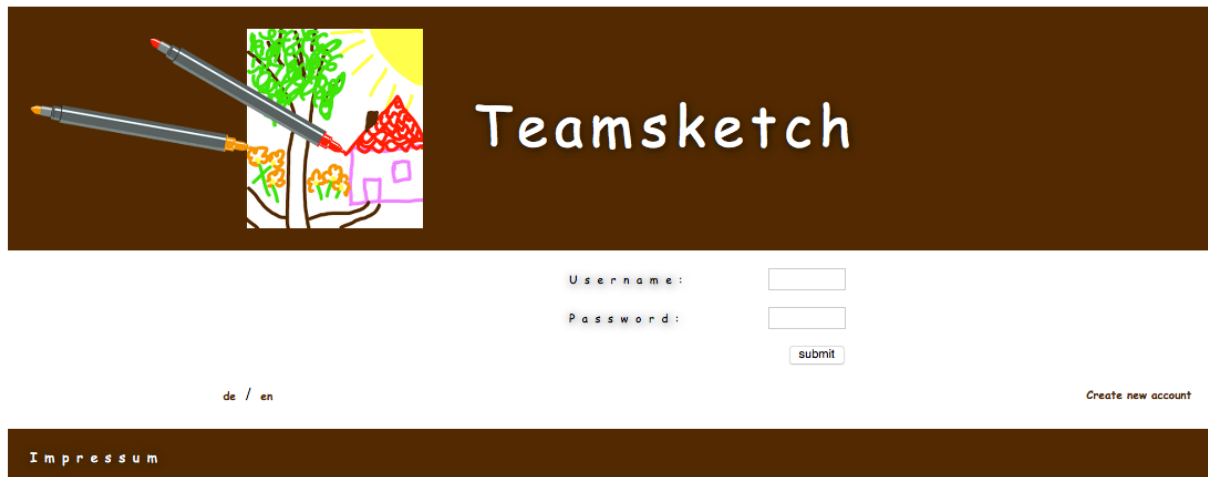 Teamsketch
Username:
Password:
submit
de / en
Create new account
Impressum